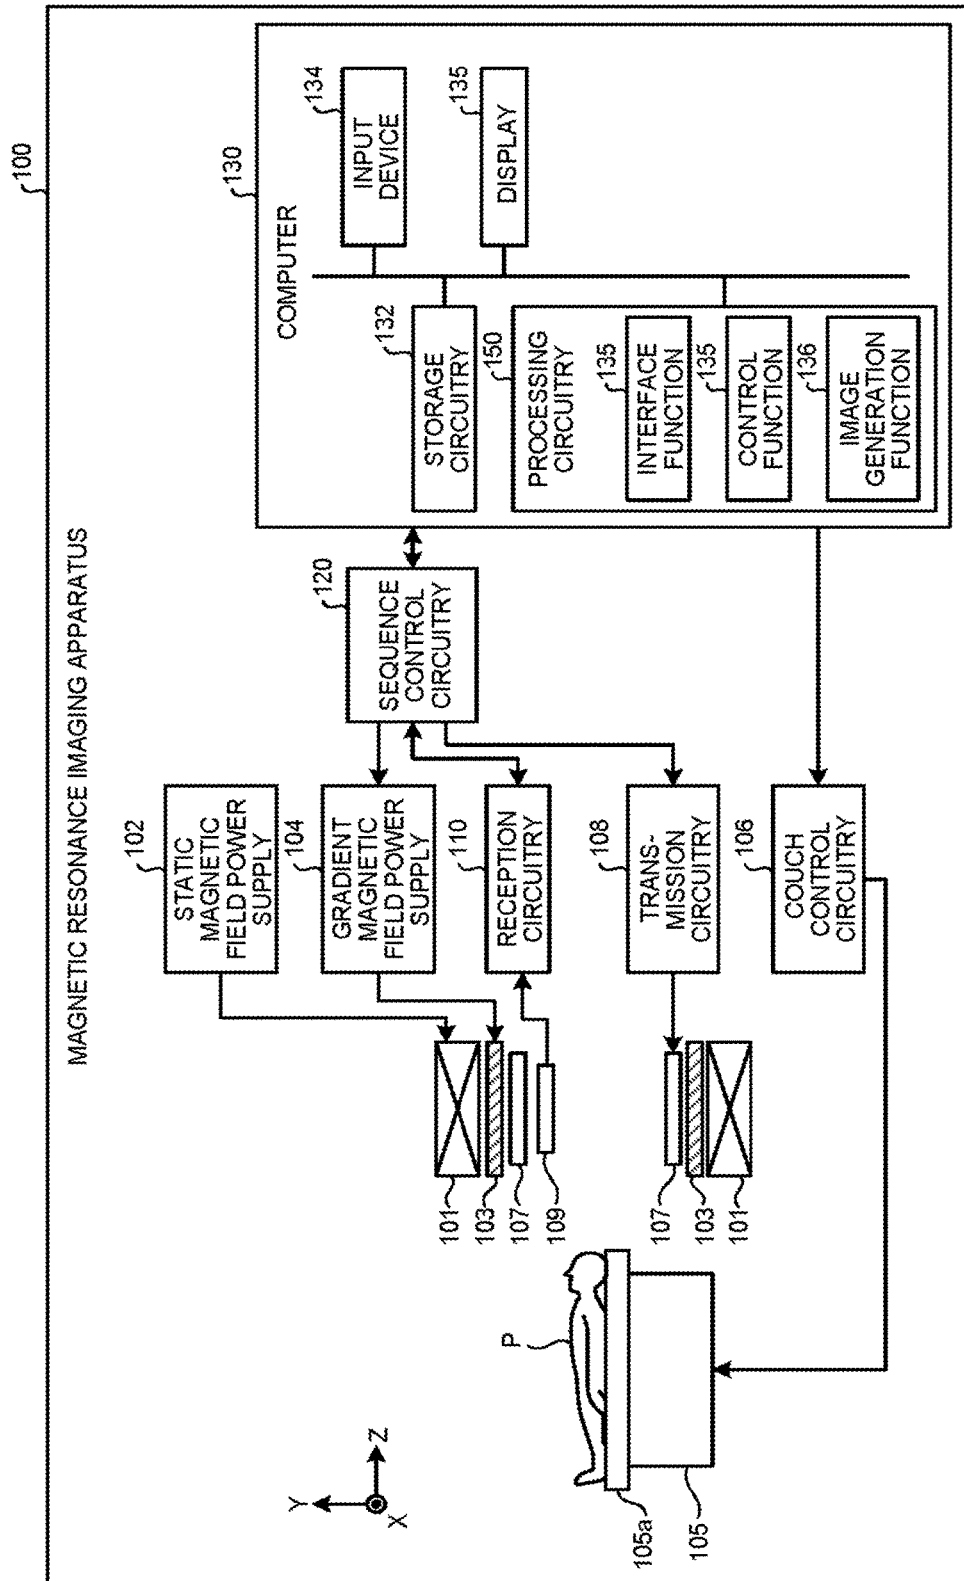 100
MAGNETIC RESONANCE IMAGING APPARATUS
130
COMPUTER
134
INPUT
DEVICE
135
DISPLAY
132
STORAGE
CIRCUITRY
150
PROCESSING
CIRCUITRY
135
INTERFACE
FUNCTION
135
CONTROL
FUNCTION
136
IMAGE
GENERATION
FUNCTION
120
SEQUENCE
CONTROL
CIRCUITRY
102
STATIC
MAGNETIC
FIELD POWER
SUPPLY
104
GRADIENT
MAGNETIC
FIELD POWER
SUPPLY
110
RECEPTION
CIRCUITRY
108
TRANS-
MISSION
CIRCUITRY
106
COUCH
CONTROL
CIRCUITRY
101
103
107
109
107
103
101
P
105a
105
Y
Z
X